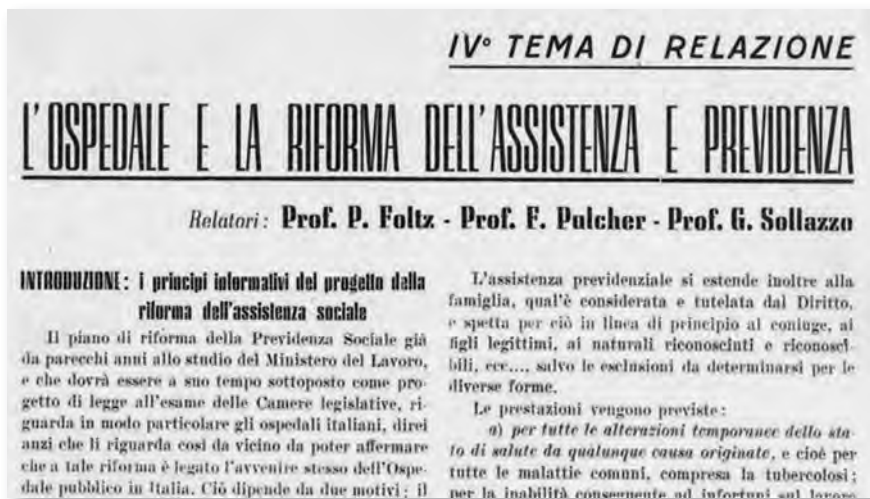 IV° TEMA DI RELAZIONE
L'OSPEDALE E LA RIFORMA DELL'ASSISTENZA E PREVIDENZA
Relatori: Prof. P. Foltz - Prof. F. Pulcher - Prof. G. Sollazzo
INTRODUZIONE: i principi informativi del progetto della
riforma dell'assistenza sociale
Il piano di riforma della Previdenza Sociale già
da parecchi anni allo studio del Ministero del Lavoro,
e che dovrà essere a suo tempo sottoposto come pro-
getto di legge all'esame delle Camere legislative, ri-
guarda in modo particolare gli ospedali italiani, direi
anzi che li riguarda così da vicino da poter affermare
che a tale riforma è legato l'avvenire stesso dell'Ospe-
dale pubblico in Italia. Ciò dipende da due motivi: il
L'assistenza previdenziale si estende inoltre alla
famiglia, qual'è considerata e tutelata dal Diritto,
e spetta per ciò in linea di principio al coniuge, ai
figli legittimi, ai naturali riconosciuti e riconosci-
bili, ecc..., salvo le esclusioni da determinarsi per le
diverse forme.
Le prestazioni vengono previste:
a) per tutte le alterazioni temporanee dello sta-
to di salute da qualunque causa originate, e cioè per
tutte le malattie comuni, compresa la tubercolosi;
per la inabilità conseguente ad infortuni sul lavoro